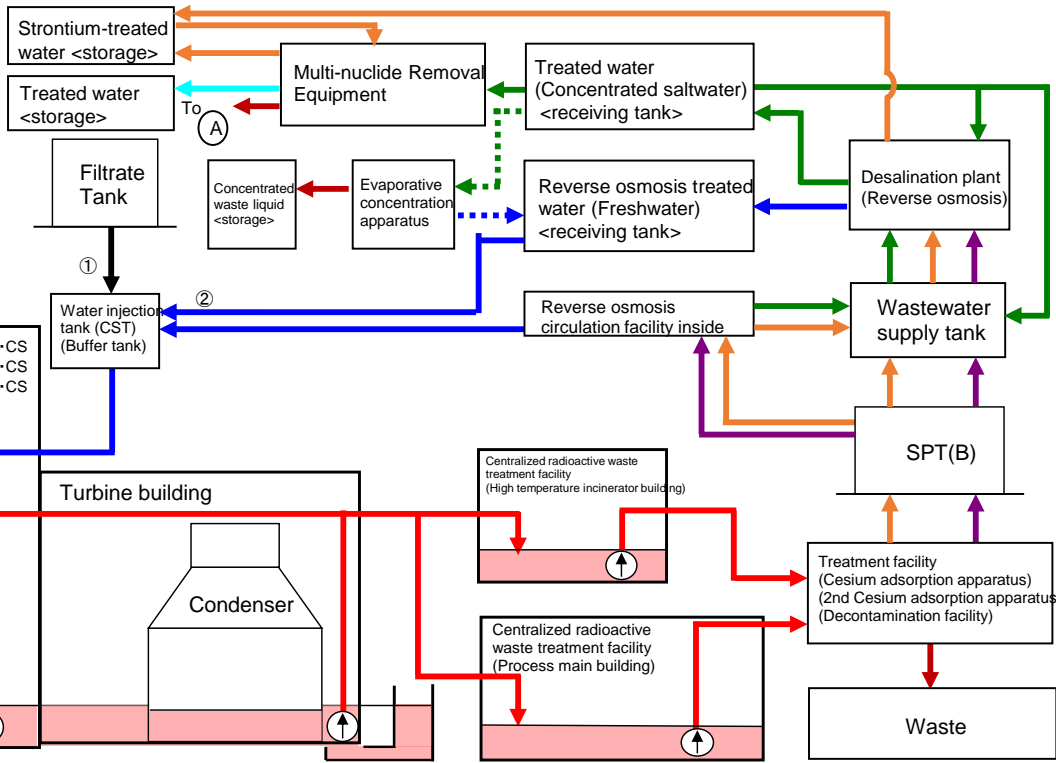 Strontium-treated
water <storage>
Treated water
<storage>
To
A
Multi-nuclide Removal
Equipment
Treated water
(Concentrated saltwater)
<receiving tank>
Filtrate
Tank
Concentrated
waste liquid
<storage>
Evaporative
concentration
apparatus
Reverse osmosis treated
water (Freshwater)
<receiving tank>
Desalination plant
(Reverse osmosis)
①
②
Water injection
tank (CST)
(Buffer tank)
Reverse osmosis
circulation facility inside
Wastewater
supply tank
・CS
・CS
・CS
SPT(B)
Turbine building
Condenser
Centralized radioactive waste
treatment facility
(High temperature incinerator building)
Centralized radioactive
waste treatment facility
(Process main building)
Treatment facility
(Cesium adsorption apparatus)
(2nd Cesium adsorption apparatus
(Decontamination facility)
Waste